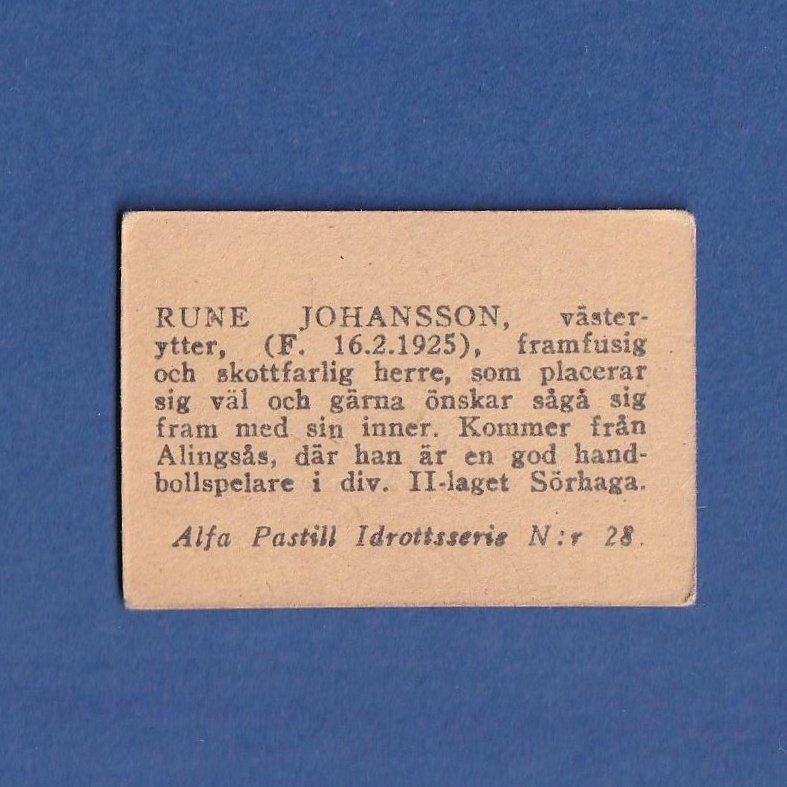 RUNE JOHANSSON, väster-
ytter, (F. 16.2.1925), framfusig
och skottfarlig herre, som placerar
sig väl och gärna önskar sågå sig
fram med sin inner. Kommer från
Alingsås, där han är en god hand-
bollspelare i div. II-laget Sörhaga.
Alfa Pastill Idrottsserie N:r 28.